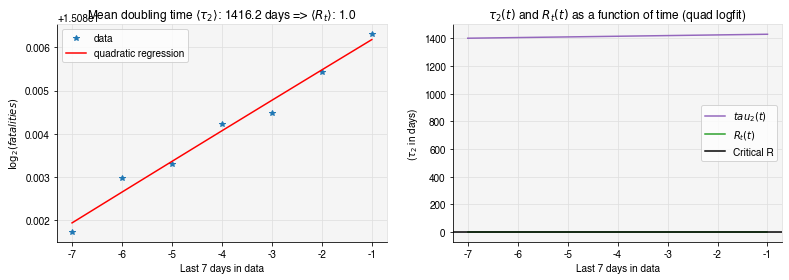 Mean doubling time ⟨τ₂⟩: 1416.2 days => ⟨Rₜ⟩: 1.0
data
quadratic regression
0.006
0.005
0.004
0.003
0.002
log₂(fatalities)
-7 -6 -5 -4 -3 -2 -1
Last 7 days in data
τ₂(t) and Rₜ(t) as a function of time (quad logfit)
1400
1200
1000
800
600
400
200
0
(τ₂ in days)
tau₂(t)
Rₜ(t)
Critical R
-7 -6 -5 -4 -3 -2 -1
Last 7 days in data